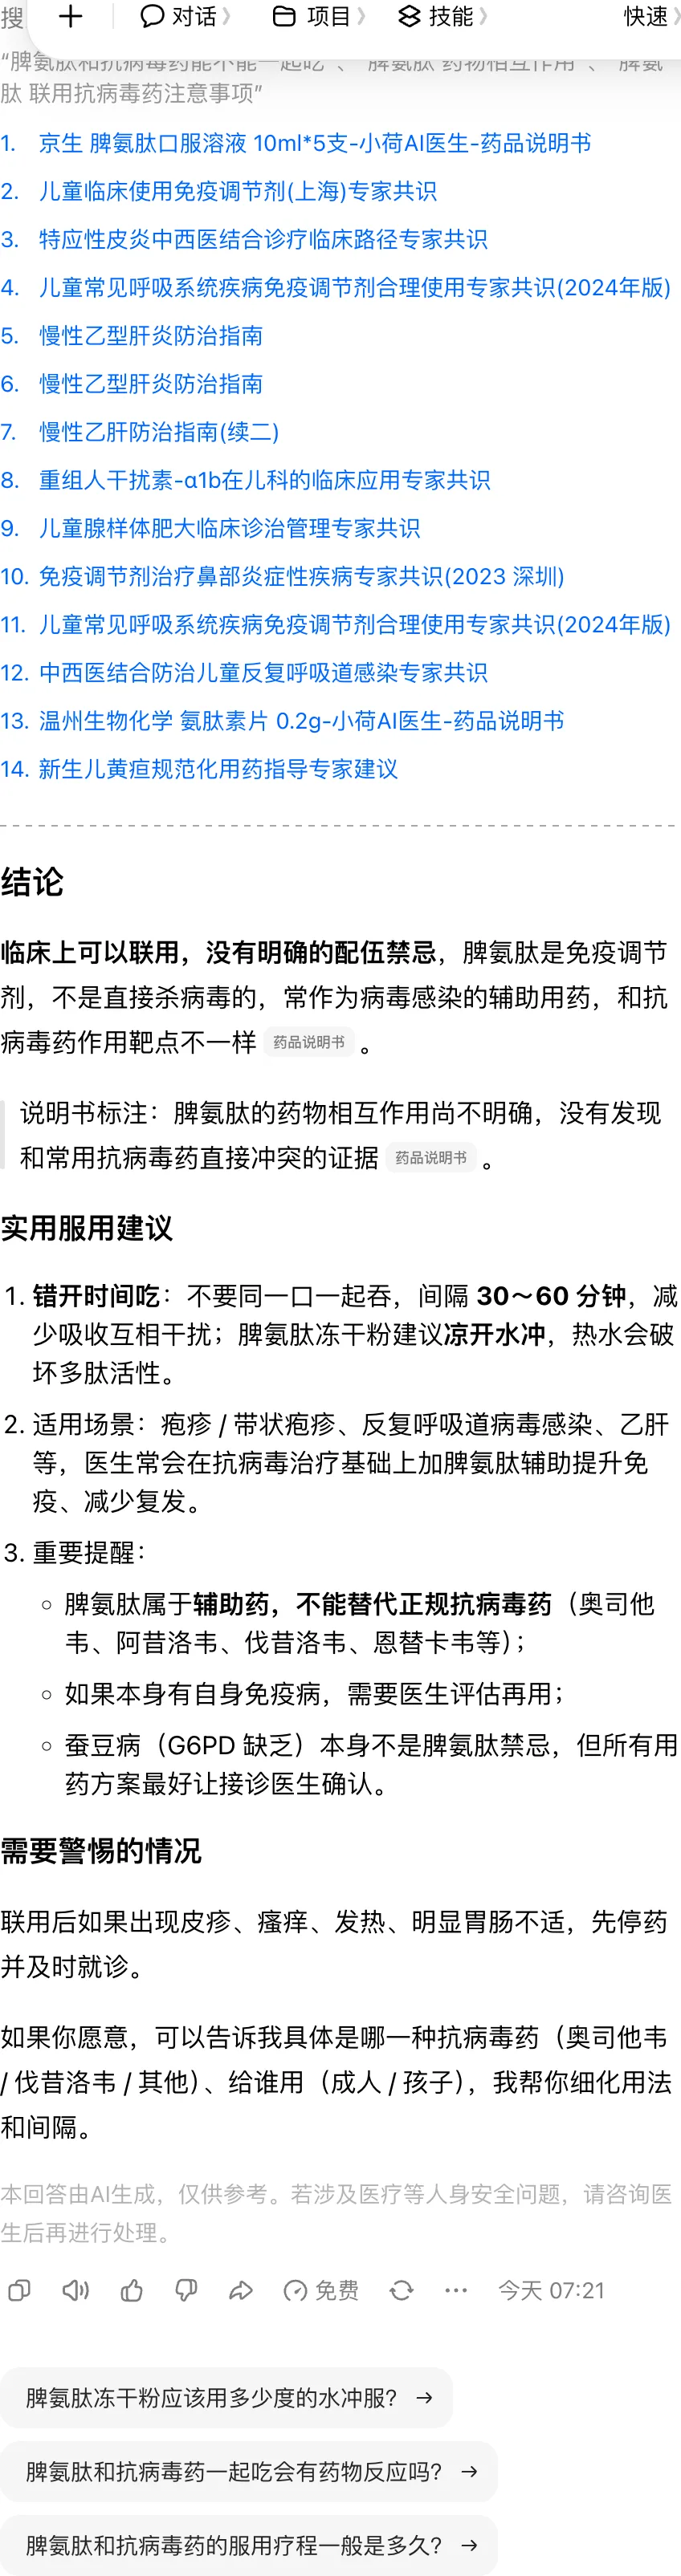 搜
对话》
项目》
技能》
快速》
“脾氨肽和抗病毒药能不能一起吃”、“脾氨肽 药物相互作用”、“脾氨
肽 联用抗病毒药注意事项”
1. 京生 脾氨肽口服溶液 10ml*5支-小荷AI医生-药品说明书
2. 儿童临床使用免疫调节剂(上海)专家共识
3. 特应性皮炎中西医结合诊疗临床路径专家共识
4. 儿童常见呼吸系统疾病免疫调节剂合理使用专家共识(2024年版)
5. 慢性乙型肝炎防治指南
6. 慢性乙型肝炎防治指南
7. 慢性乙肝防治指南(续二)
8. 重组人干扰素-α1b在儿科的临床应用专家共识
9. 儿童腺样体肥大临床诊治管理专家共识
10. 免疫调节剂治疗鼻部炎症性疾病专家共识(2023 深圳)
11. 儿童常见呼吸系统疾病免疫调节剂合理使用专家共识(2024年版)
12. 中西医结合防治儿童反复呼吸道感染专家共识
13. 温州生物化学 氨肽素片 0.2g-小荷AI医生-药品说明书
14. 新生儿黄疸规范化用药指导专家建议
结论
临床上可以联用，没有明确的配伍禁忌，脾氨肽是免疫调节
剂，不是直接杀病毒的，常作为病毒感染的辅助用药，和抗
病毒药作用靶点不一样 药品说明书 。
说明书标注：脾氨肽的药物相互作用尚不明确，没有发现
和常用抗病毒药直接冲突的证据 药品说明书 。
实用服用建议
1. 错开时间吃：不要同一口一起吞，间隔 30～60 分钟，减
少吸收互相干扰；脾氨肽冻干粉建议凉开水冲，热水会破
坏多肽活性。
2. 适用场景：疱疹 / 带状疱疹、反复呼吸道病毒感染、乙肝
等，医生常会在抗病毒治疗基础上加脾氨肽辅助提升免
疫、减少复发。
3. 重要提醒：
○ 脾氨肽属于辅助药，不能替代正规抗病毒药（奥司他
韦、阿昔洛韦、伐昔洛韦、恩替卡韦等）；
○ 如果本身有自身免疫病，需要医生评估再用；
○ 蚕豆病（G6PD 缺乏）本身不是脾氨肽禁忌，但所有用
药方案最好让接诊医生确认。
需要警惕的情况
联用后如果出现皮疹、瘙痒、发热、明显胃肠不适，先停药
并及时就诊。
如果你愿意，可以告诉我具体是哪一种抗病毒药（奥司他韦
/ 伐昔洛韦 / 其他）、给谁用（成人 / 孩子），我帮你细化用法
和间隔。
本回答由AI生成，仅供参考。若涉及医疗等人身安全问题，请咨询医
生后再进行处理。
免费
今天 07:21
脾氨肽冻干粉应该用多少度的水冲服？ →
脾氨肽和抗病毒药一起吃会有药物反应吗？ →
脾氨肽和抗病毒药的服用疗程一般是多久？ →